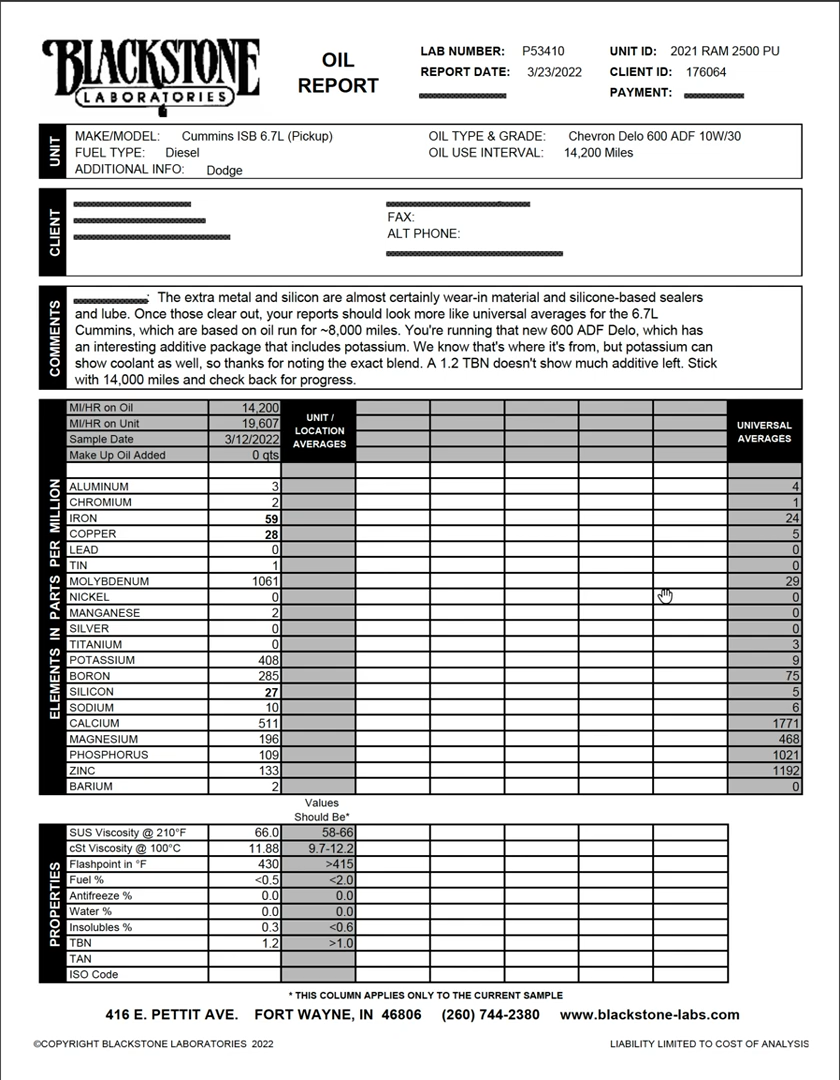 BLACKSTONE
LABORATORIES
OIL
REPORT
LAB NUMBER: P53410
REPORT DATE: 3/23/2022
UNIT ID: 2021 RAM 2500 PU
CLIENT ID: 176064
PAYMENT:
UNIT
MAKE/MODEL: Cummins ISB 6.7L (Pickup)
FUEL TYPE: Diesel
ADDITIONAL INFO: Dodge
OIL TYPE & GRADE: Chevron Delo 600 ADF 10W/30
OIL USE INTERVAL: 14,200 Miles
CLIENT
FAX:
ALT PHONE:
COMMENTS
: The extra metal and silicon are almost certainly wear-in material and silicone-based sealers
and lube. Once those clear out, your reports should look more like universal averages for the 6.7L
Cummins, which are based on oil run for ~8,000 miles. You're running that new 600 ADF Delo, which has
an interesting additive package that includes potassium. We know that's where it's from, but potassium can
show coolant as well, so thanks for noting the exact blend. A 1.2 TBN doesn't show much additive left. Stick
with 14,000 miles and check back for progress.
MI/HR on Oil 14,200
MI/HR on Unit 19,607
Sample Date 3/12/2022
Make Up Oil Added 0 qts
UNIT /
LOCATION
AVERAGES
UNIVERSAL
AVERAGES
ELEMENTS IN PARTS PER MILLION
ALUMINUM 3 4
CHROMIUM 2 1
IRON 59 24
COPPER 28 5
LEAD 0 0
TIN 1 0
MOLYBDENUM 1061 29
NICKEL 0 0
MANGANESE 2 0
SILVER 0 0
TITANIUM 0 3
POTASSIUM 408 9
BORON 285 75
SILICON 27 5
SODIUM 10 6
CALCIUM 511 1771
MAGNESIUM 196 468
PHOSPHORUS 109 1021
ZINC 133 1192
BARIUM 2 0
Values
Should Be*
PROPERTIES
SUS Viscosity @ 210°F 66.0 58-66
cSt Viscosity @ 100°C 11.88 9.7-12.2
Flashpoint in °F 430 >415
Fuel % <0.5 <2.0
Antifreeze % 0.0 0.0
Water % 0.0 0.0
Insolubles % 0.3 <0.6
TBN 1.2 >1.0
TAN
ISO Code
* THIS COLUMN APPLIES ONLY TO THE CURRENT SAMPLE
416 E. PETTIT AVE. FORT WAYNE, IN 46806 (260) 744-2380 www.blackstone-labs.com
©COPYRIGHT BLACKSTONE LABORATORIES 2022
LIABILITY LIMITED TO COST OF ANALYSIS